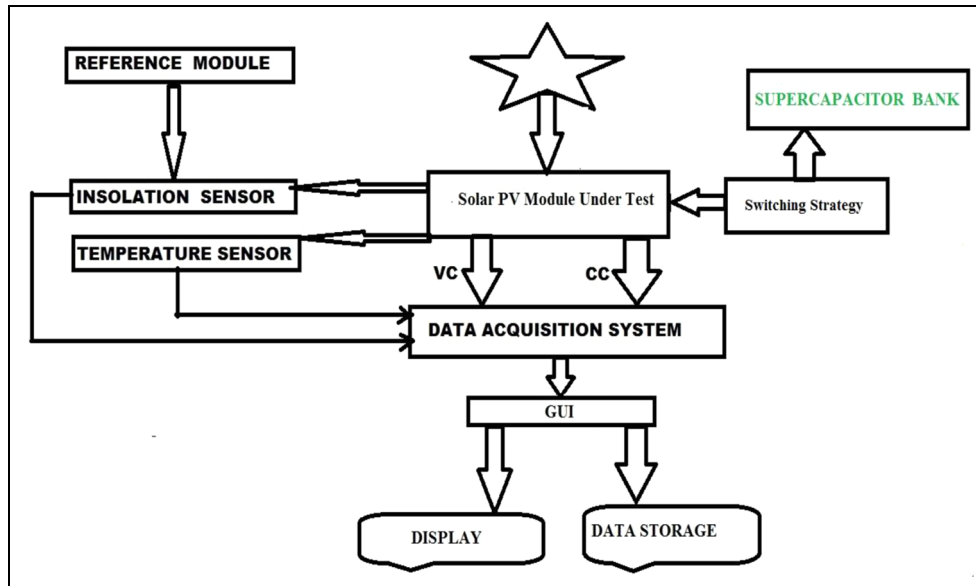 REFERENCE MODULE
SUPERCAPACITOR BANK
INSOLATION SENSOR
Solar PV Module Under Test
Switching Strategy
TEMPERATURE SENSOR
VC
CC
DATA ACQUISITION SYSTEM
GUI
DISPLAY
DATA STORAGE